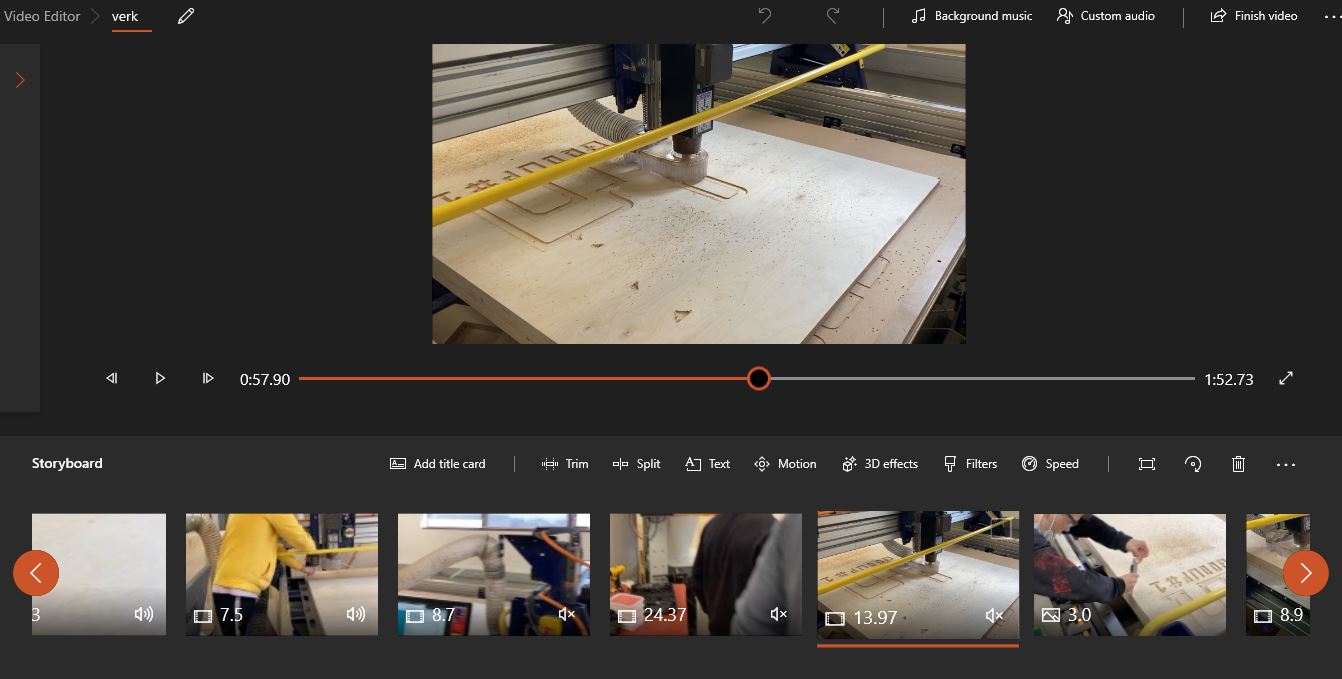 Video Editor verk Background music Custom audio Finish video
0:57.90 1:52.73
Storyboard Add title card Trim Split Text Motion 3D effects Filters Speed
3 7.5 8.7 24.37 13.97 3.0 8.9